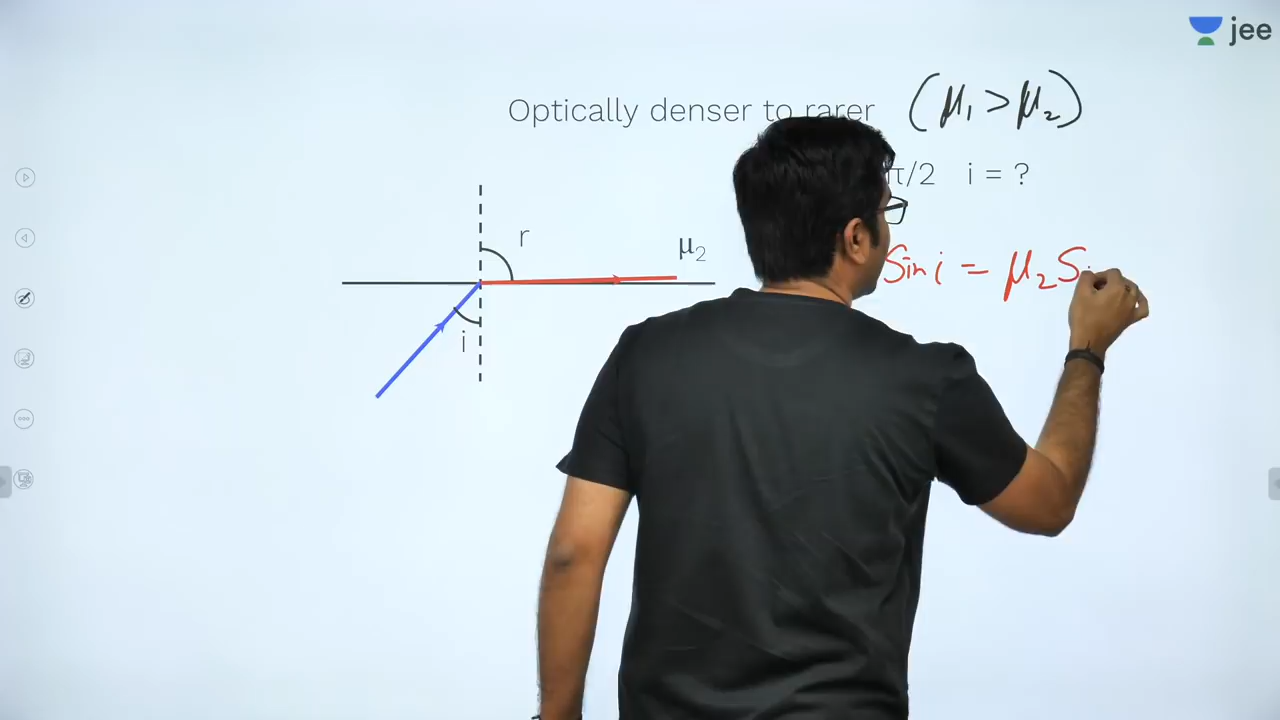 jee
Optically denser to rarer (μ₁ > μ₂)
π/2 i = ?
r
μ₂
Sin i = μ₂ S
i